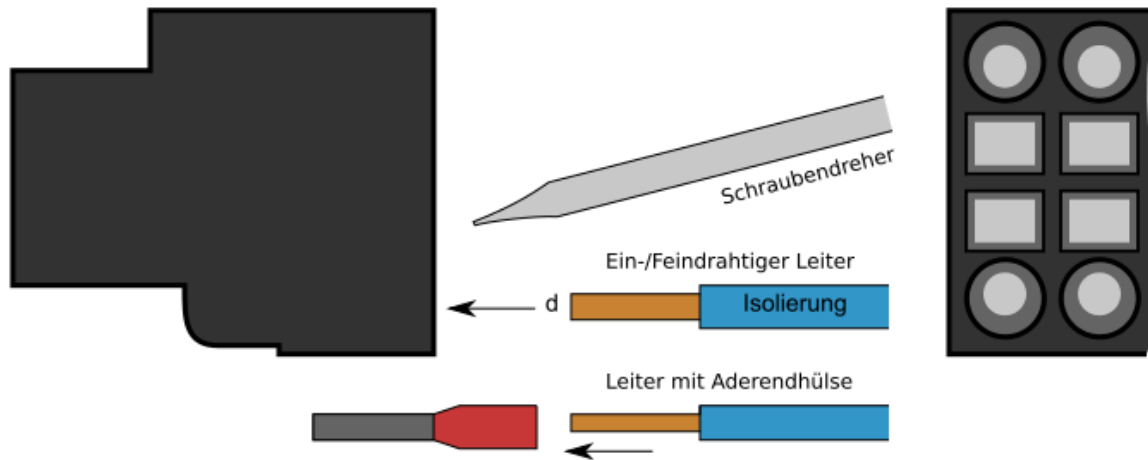 Schraubendreher
Ein-/Feindrahtiger Leiter
d
Isolierung
Leiter mit Aderendhülse